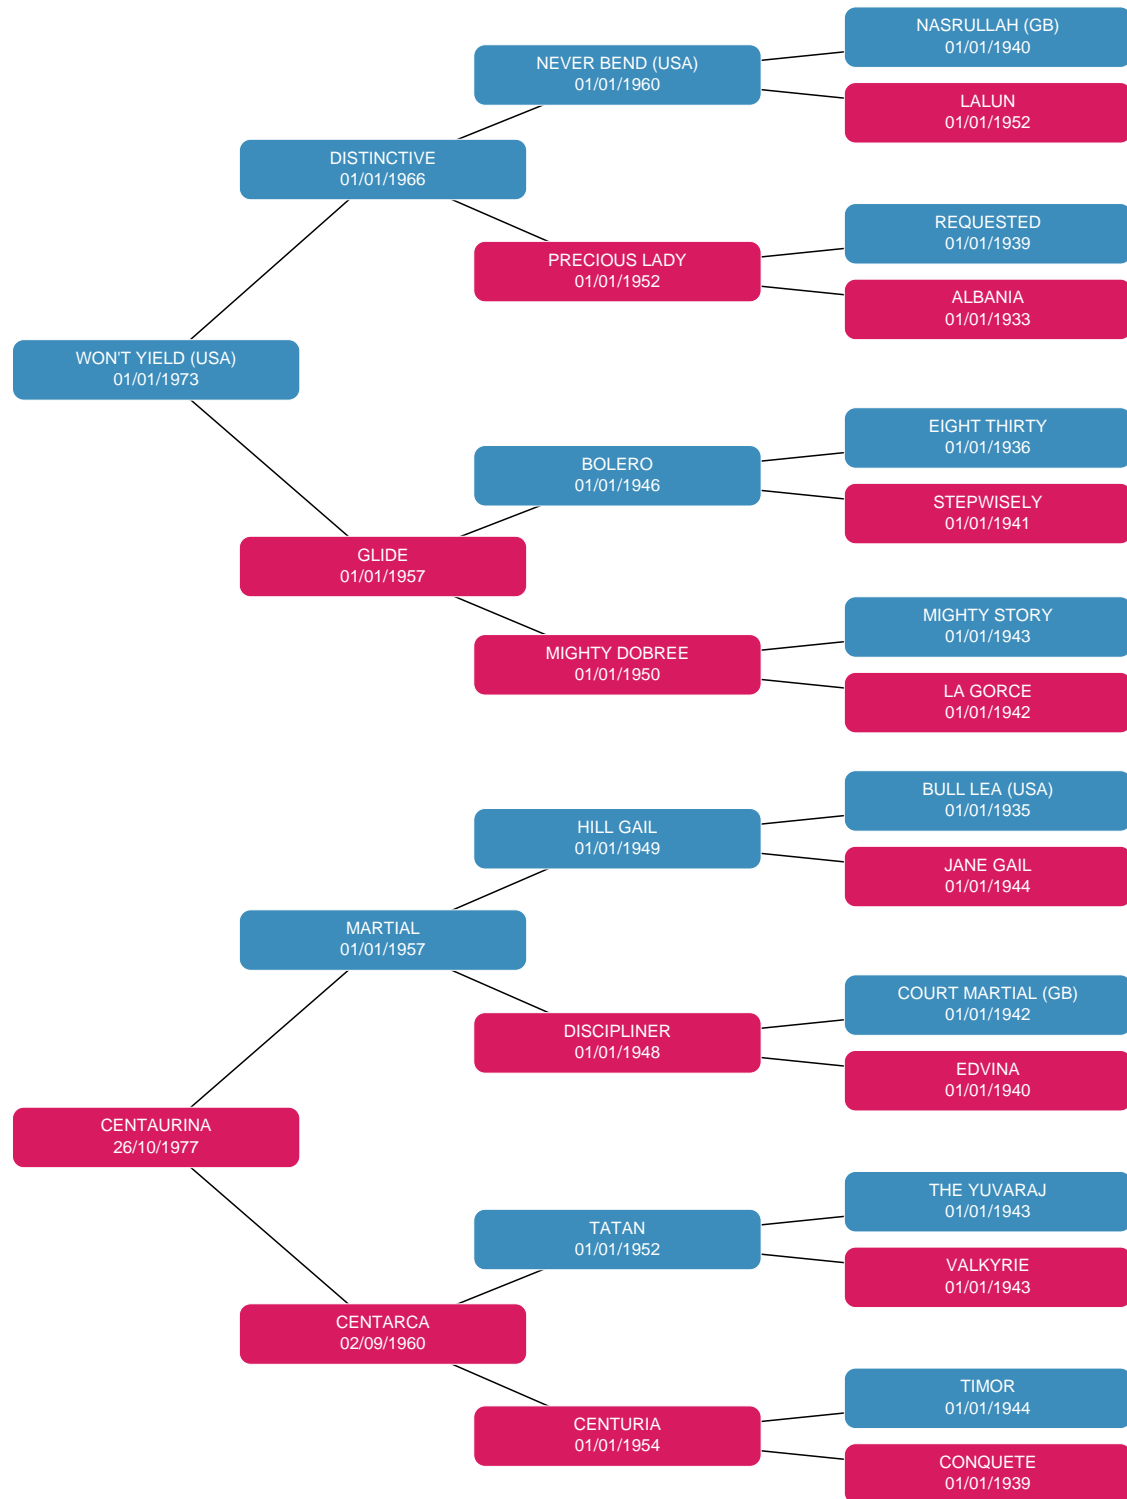 NASRULLAH (GB)
01/01/1940
NEVER BEND (USA)
01/01/1960
LALUN
01/01/1952
DISTINCTIVE
01/01/1966
REQUESTED
01/01/1939
PRECIOUS LADY
01/01/1952
ALBANIA
01/01/1933
WON'T YIELD (USA)
01/01/1973
EIGHT THIRTY
01/01/1936
BOLERO
01/01/1946
STEPWISELY
01/01/1941
GLIDE
01/01/1957
MIGHTY STORY
01/01/1943
MIGHTY DOBREE
01/01/1950
LA GORCE
01/01/1942
BULL LEA (USA)
01/01/1935
HILL GAIL
01/01/1949
JANE GAIL
01/01/1944
MARTIAL
01/01/1957
COURT MARTIAL (GB)
01/01/1942
DISCIPLINER
01/01/1948
EDVINA
01/01/1940
CENTAURINA
26/10/1977
THE YUVARAJ
01/01/1943
TATAN
01/01/1952
VALKYRIE
01/01/1943
CENTARCA
02/09/1960
TIMOR
01/01/1944
CENTURIA
01/01/1954
CONQUETE
01/01/1939